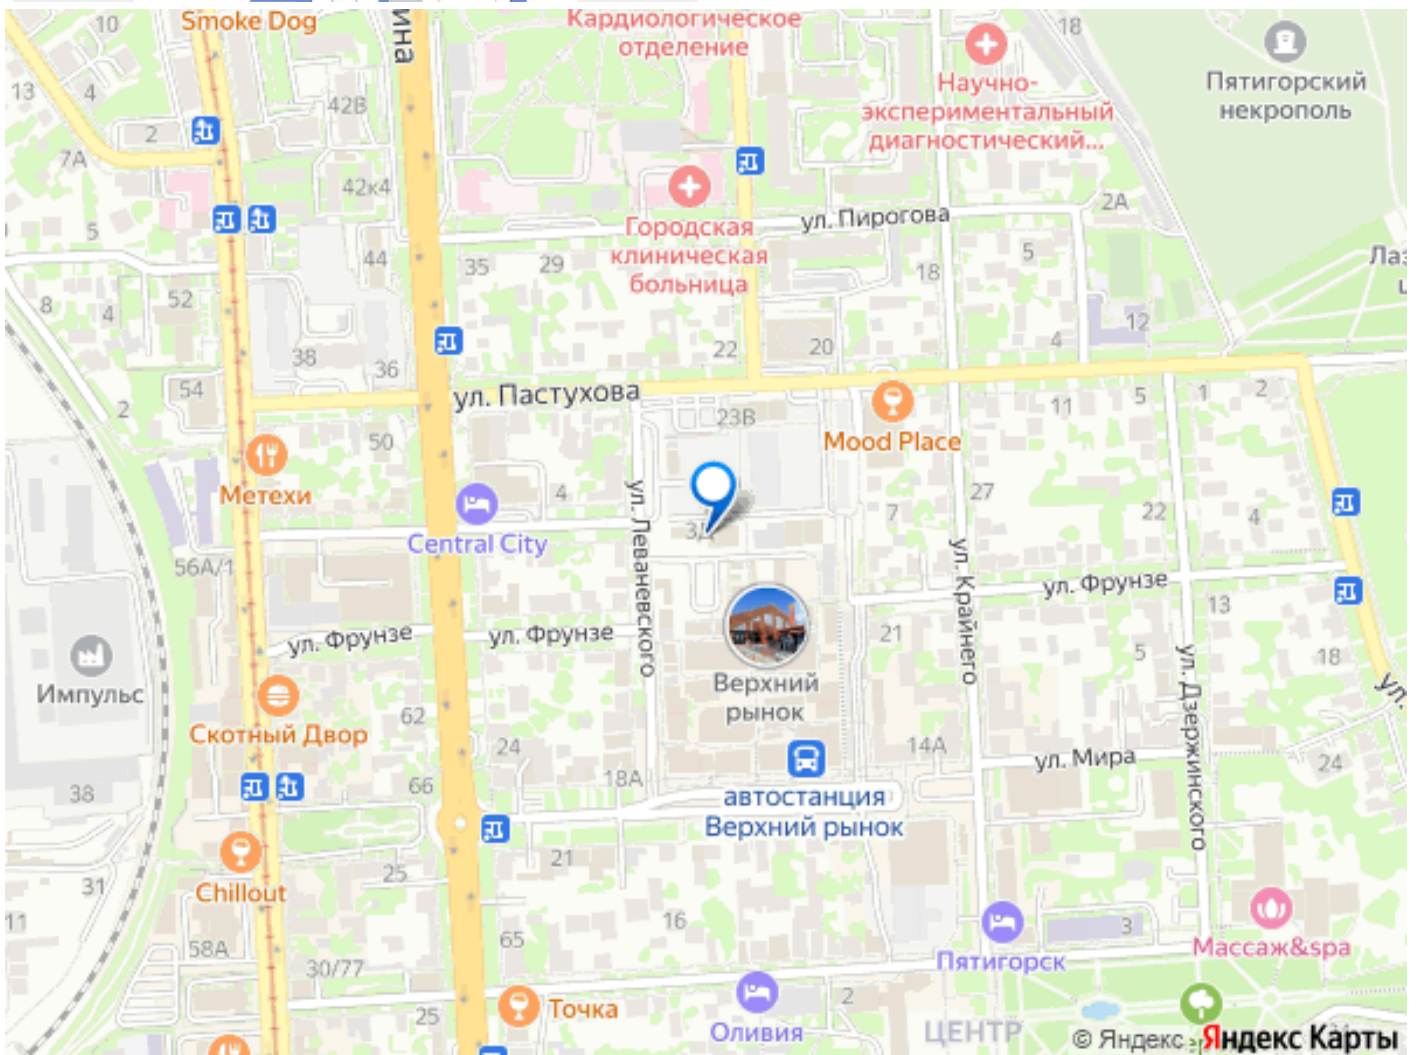 10
Smoke Dog
ина
Кардиологическое
отделение
18
18
Научно-
экспериментальный
диагностический...
Пятигорский
некрополь
13
4
42В
2
7А
42к4
Городская
клиническая
больница
ул. Пирогова
2А
5
44
35
29
18
5
Лаз
ц
8
4
52
38
36
22
20
12
4
54
2
ул. Пастухова
23В
Mood Place
11
5
1
2
50
Метехи
4
ул. Леваневского
27
7
22
4
Central City
56А/1
ул. Крайнего
ул. Фрунзе
ул. Фрунзе
ул. Фрунзе
21
13
5
18
Импульс
Верхний
рынок
ул. Дзержинского
ул.
Скотный Двор
62
24
14А
ул. Мира
24
38
66
18А
автостанция
Верхний рынок
21
25
31
Chillout
11
16
3
58А
65
Пятигорск
Массаж&spa
30/77
25
Точка
Оливия
2
ЦЕНТР
© Яндекс
Яндекс Карты